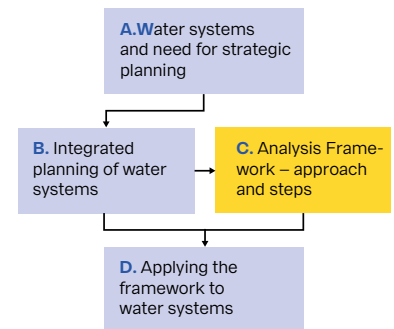 A.Water systems
and need for strategic
planning
B. Integrated
planning of water
systems
C. Analysis Frame-
work – approach
and steps
D. Applying the
framework to
water systems